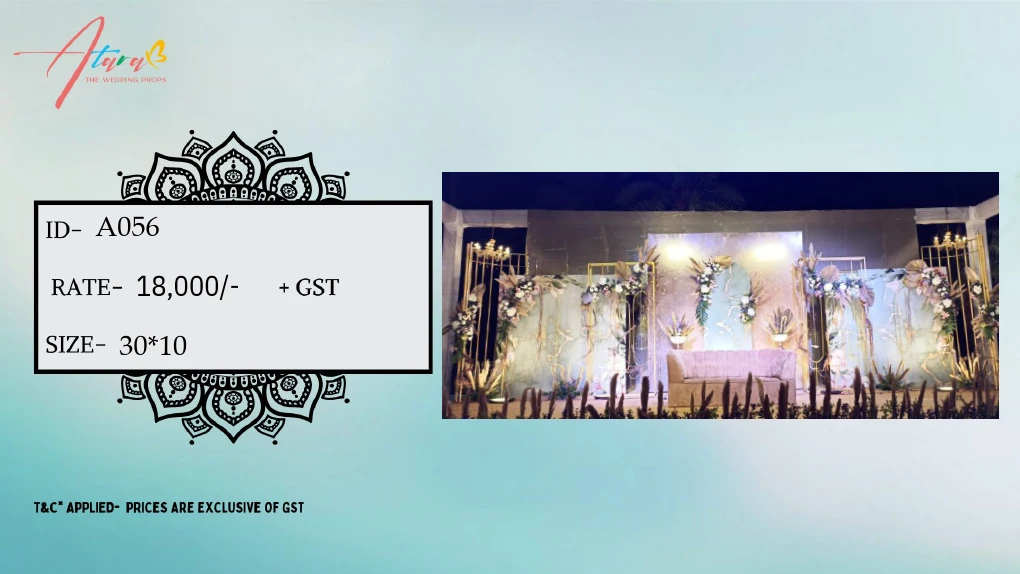 Atara
THE WEDDING PROPS
ID- A056
RATE- 18,000/- + GST
SIZE- 30*10
T&C* APPLIED- PRICES ARE EXCLUSIVE OF GST